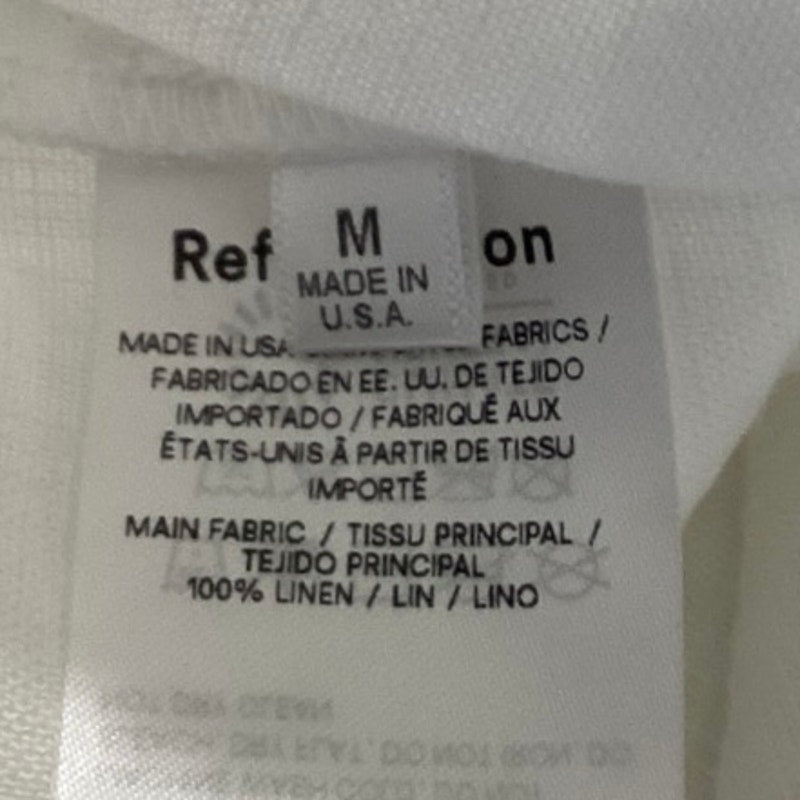 Ref on
M
MADE IN
U.S.A.
MADE IN USA FABRICS /
FABRICADO EN EE. UU. DE TEJIDO
IMPORTADO / FABRIQUÉ AUX
ÉTATS-UNIS À PARTIR DE TISSU
IMPORTÉ
MAIN FABRIC / TISSU PRINCIPAL /
TEJIDO PRINCIPAL
100% LINEN / LIN / LINO